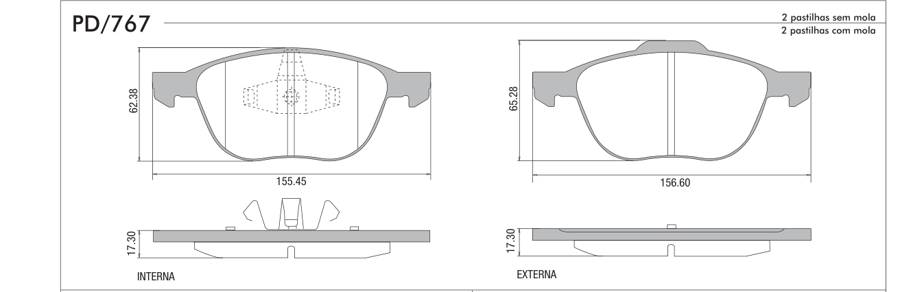 PD/767
2 pastilhas sem mola
2 pastilhas com mola
62.38
155.45
65.28
156.60
17.30
INTERNA
17.30
EXTERNA